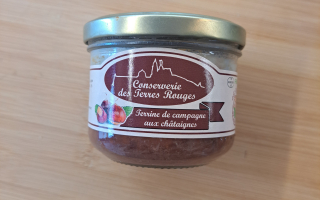 Conserverie
des Terres Rouges
Terrine de campagne
aux châtaignes